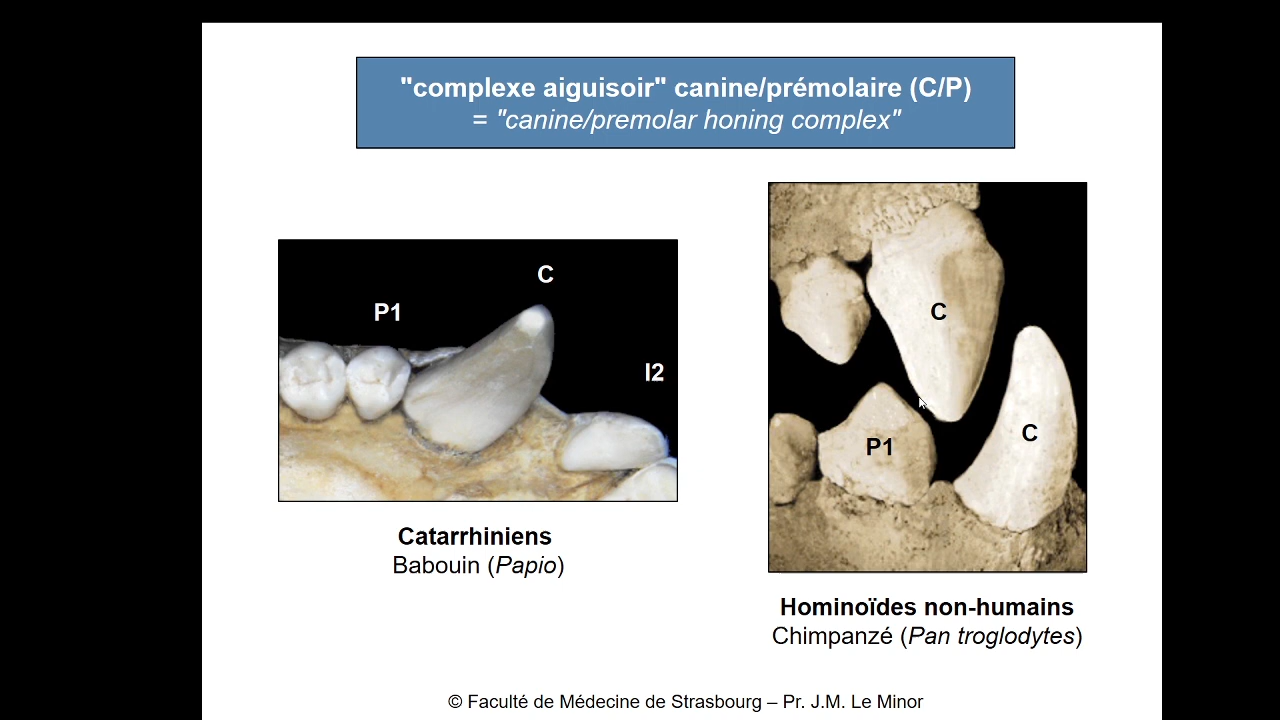 "complexe aiguisoir" canine/prémolaire (C/P)
= "canine/premolar honing complex"
C
P1
I2
Catarrhiniens
Babouin (Papio)
C
C
P1
Hominoïdes non-humains
Chimpanzé (Pan troglodytes)
© Faculté de Médecine de Strasbourg – Pr. J.M. Le Minor